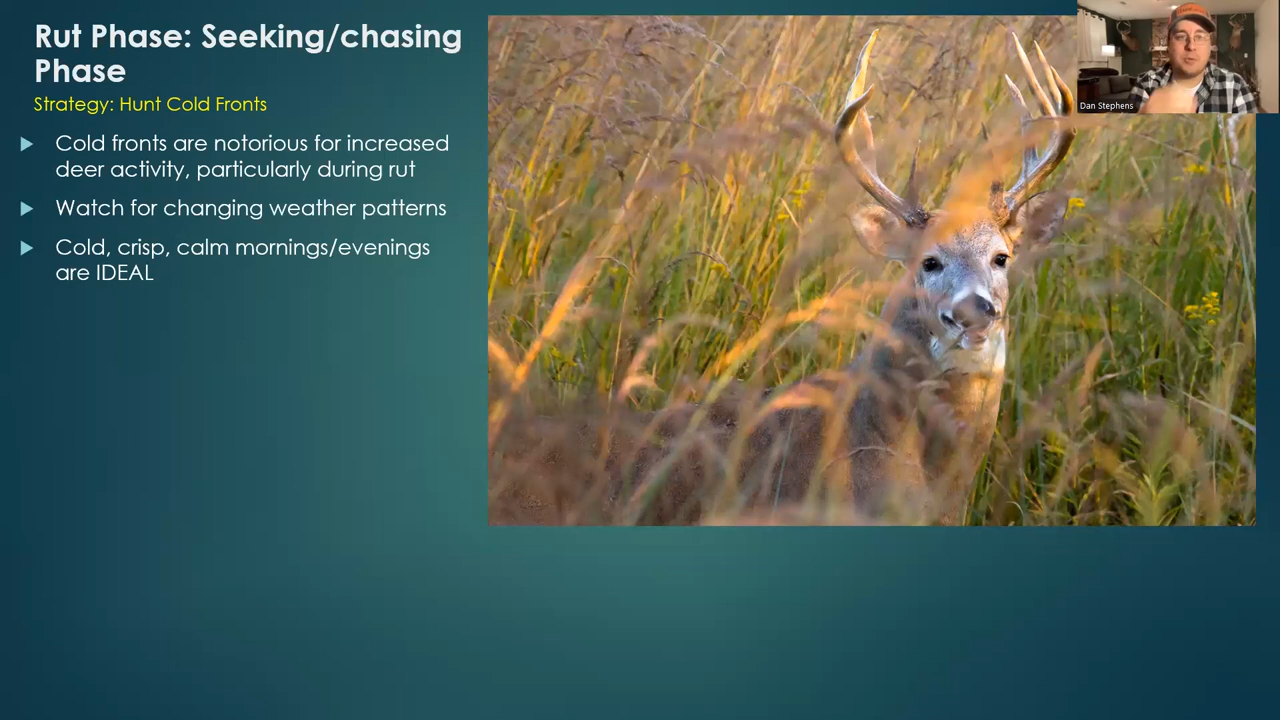 Rut Phase: Seeking/chasing
Phase
Strategy: Hunt Cold Fronts
Cold fronts are notorious for increased
deer activity, particularly during rut
Watch for changing weather patterns
Cold, crisp, calm mornings/evenings
are IDEAL
Dan Stephens